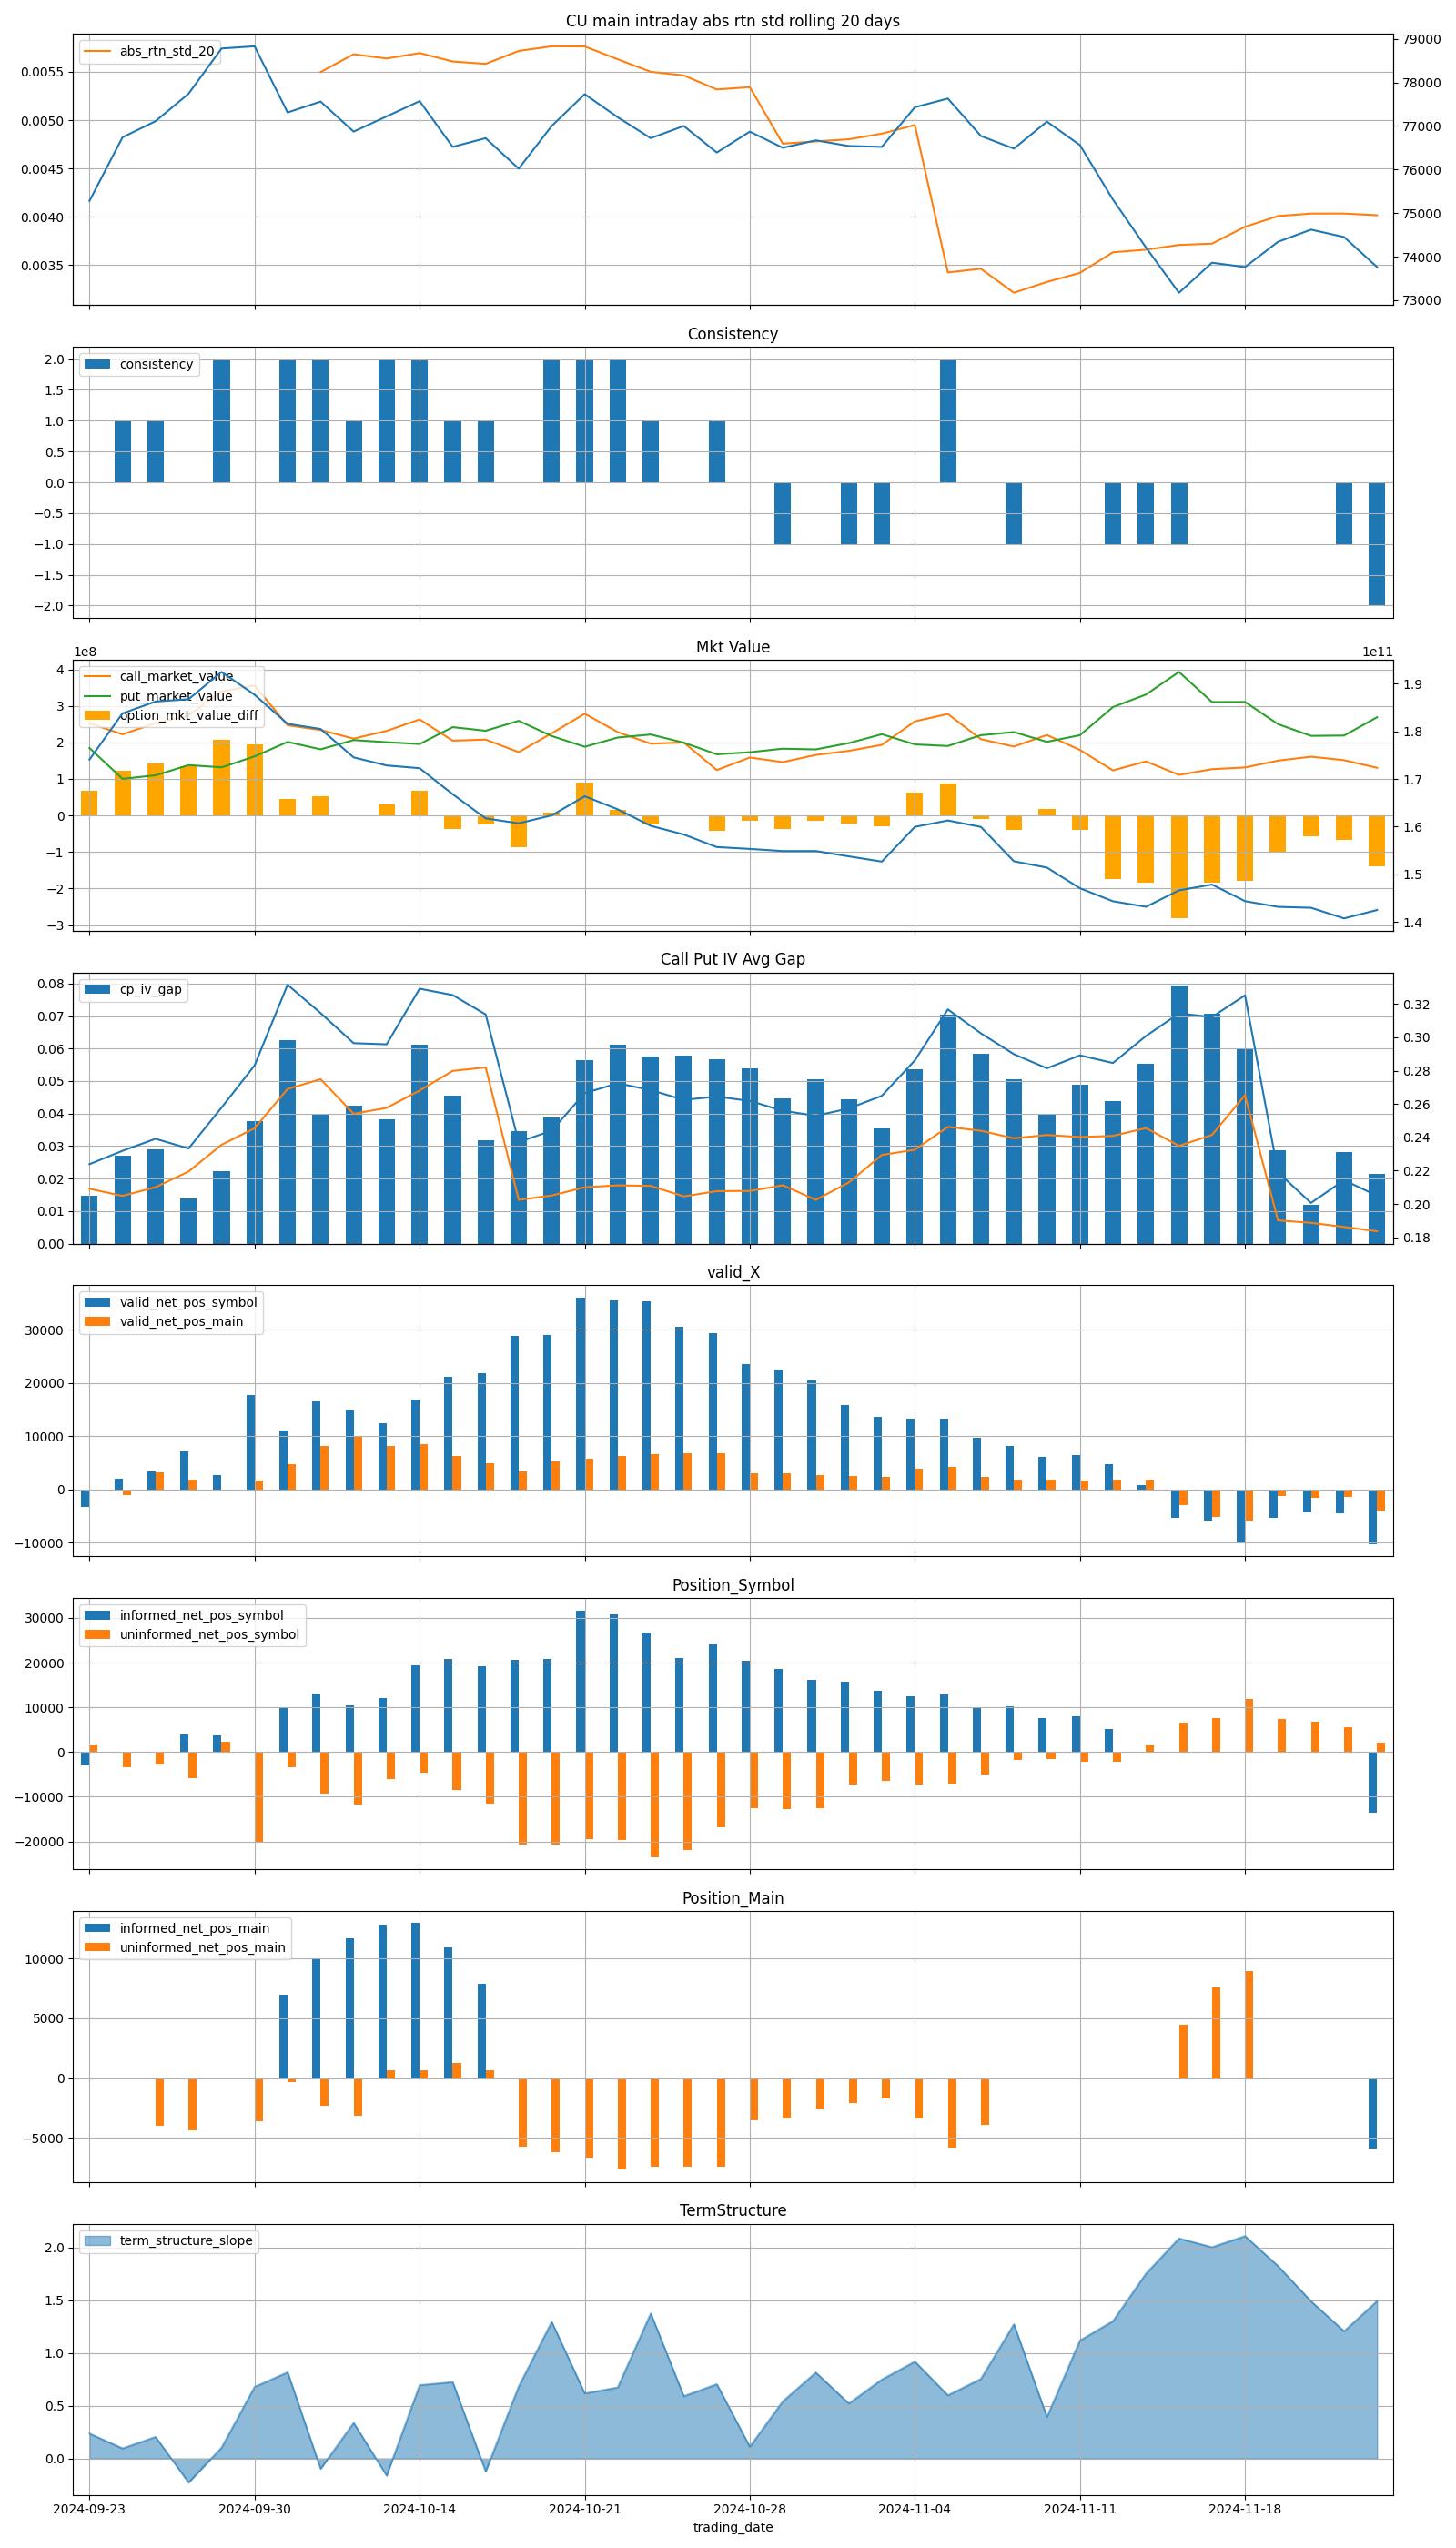 CU main intraday abs rtn std rolling 20 days
abs_rtn_std_20
0.0055
0.0050
0.0045
0.0040
0.0035
79000
78000
77000
76000
75000
74000
73000
Consistency
consistency
2.0
1.5
1.0
0.5
0.0
−0.5
−1.0
−1.5
−2.0
Mkt Value
1e8
1e11
call_market_value
put_market_value
option_mkt_value_diff
4
3
2
1
0
−1
−2
−3
1.9
1.8
1.7
1.6
1.5
1.4
Call Put IV Avg Gap
cp_iv_gap
0.08
0.07
0.06
0.05
0.04
0.03
0.02
0.01
0.00
0.32
0.30
0.28
0.26
0.24
0.22
0.20
0.18
valid_X
valid_net_pos_symbol
valid_net_pos_main
30000
20000
10000
0
−10000
Position_Symbol
informed_net_pos_symbol
uninformed_net_pos_symbol
30000
20000
10000
0
−10000
−20000
Position_Main
informed_net_pos_main
uninformed_net_pos_main
10000
5000
0
−5000
TermStructure
term_structure_slope
2.0
1.5
1.0
0.5
0.0
2024-09-23 2024-09-30 2024-10-14 2024-10-21 2024-10-28 2024-11-04 2024-11-11 2024-11-18
trading_date